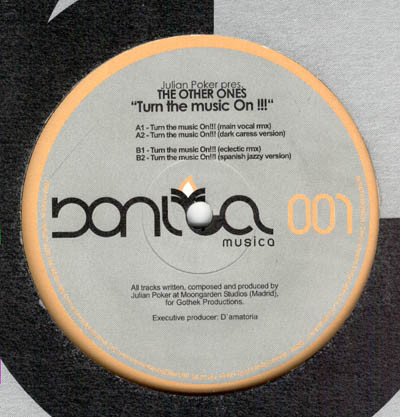 Julian Poker pres.
THE OTHER ONES
"Turn the music On !!!"
A1 - Turn the music On!!! (main vocal rmx)
A2 - Turn the music On!!! (dark caress version)
B1 - Turn the music On!!! (eclectic rmx)
B2 - Turn the music On!!! (spanish jazzy version)
001
musica
All tracks written, composed and produced by
Julian Poker at Moongarden Studios (Madrid),
for Gothek Productions.
Executive producer: D´amatoria